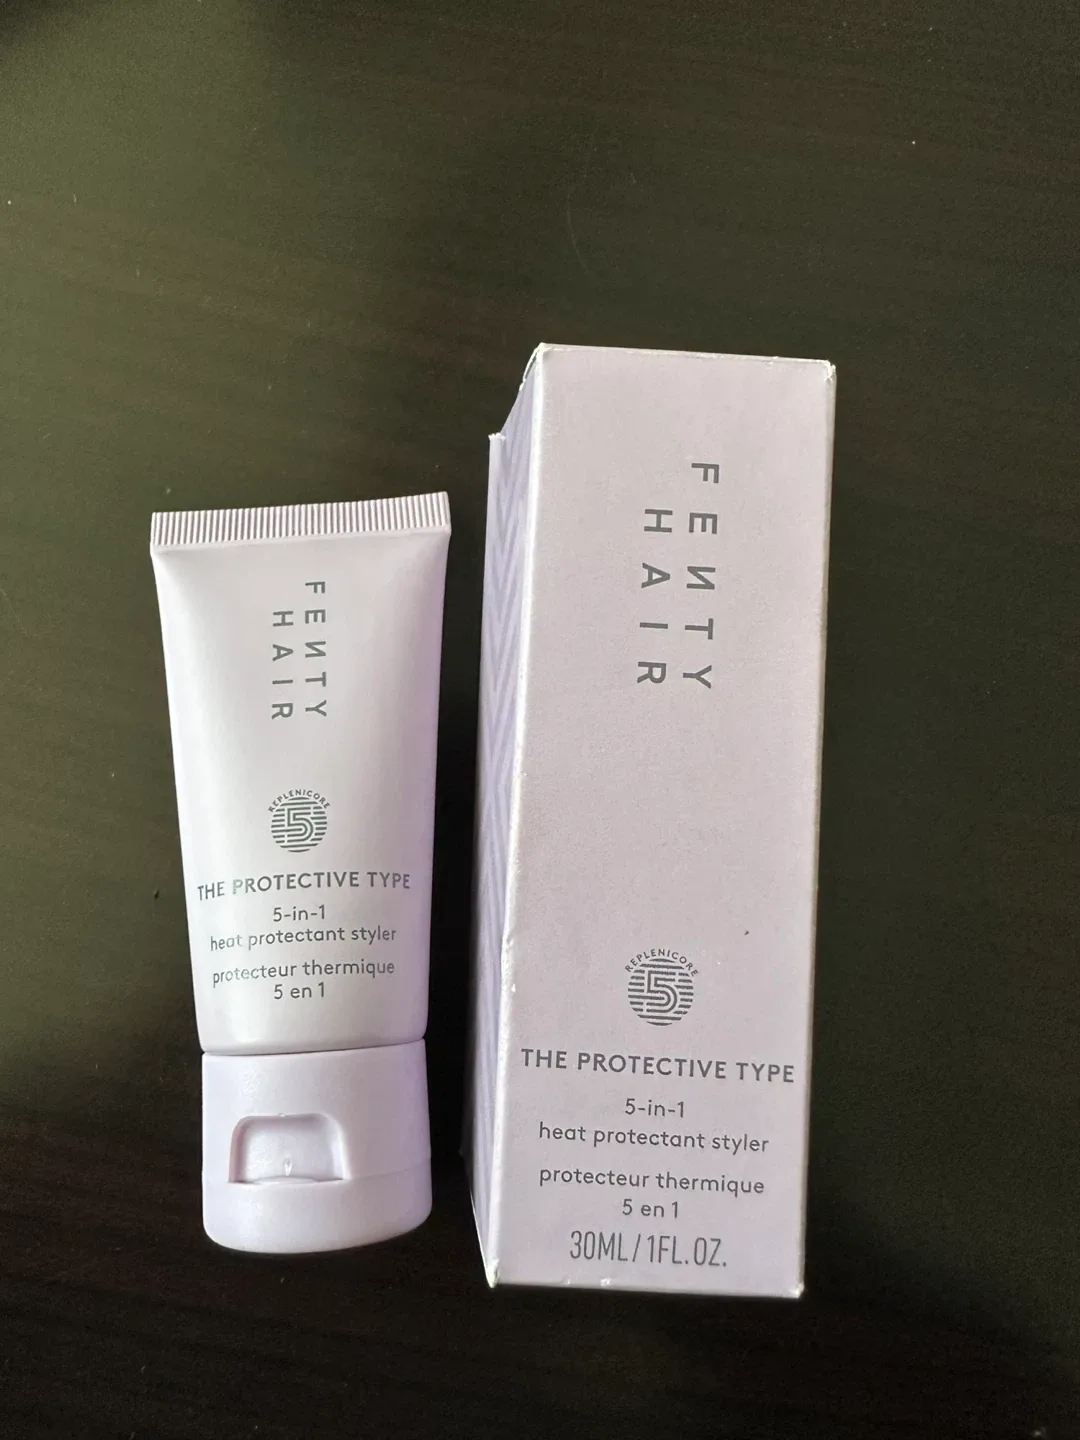 FENTY
HAIR
REPLENICORE
5
THE PROTECTIVE TYPE
5-in-1
heat protectant styler
protecteur thermique
5 en 1
FENTY
HAIR
REPLENICORE
5
THE PROTECTIVE TYPE
5-in-1
heat protectant styler
protecteur thermique
5 en 1
30ML/1FL.OZ.